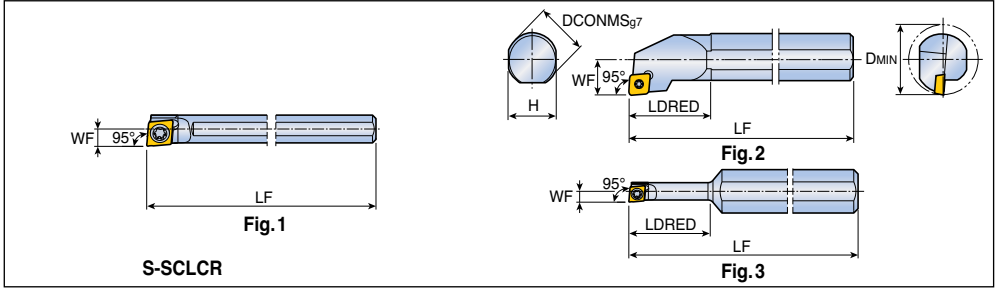 WF
95°
LF
Fig.1
S-SCLCR
DCONMSg7
H
WF
95°
LDRED
LF
Fig.2
DMIN
WF
95°
LDRED
LF
Fig.3